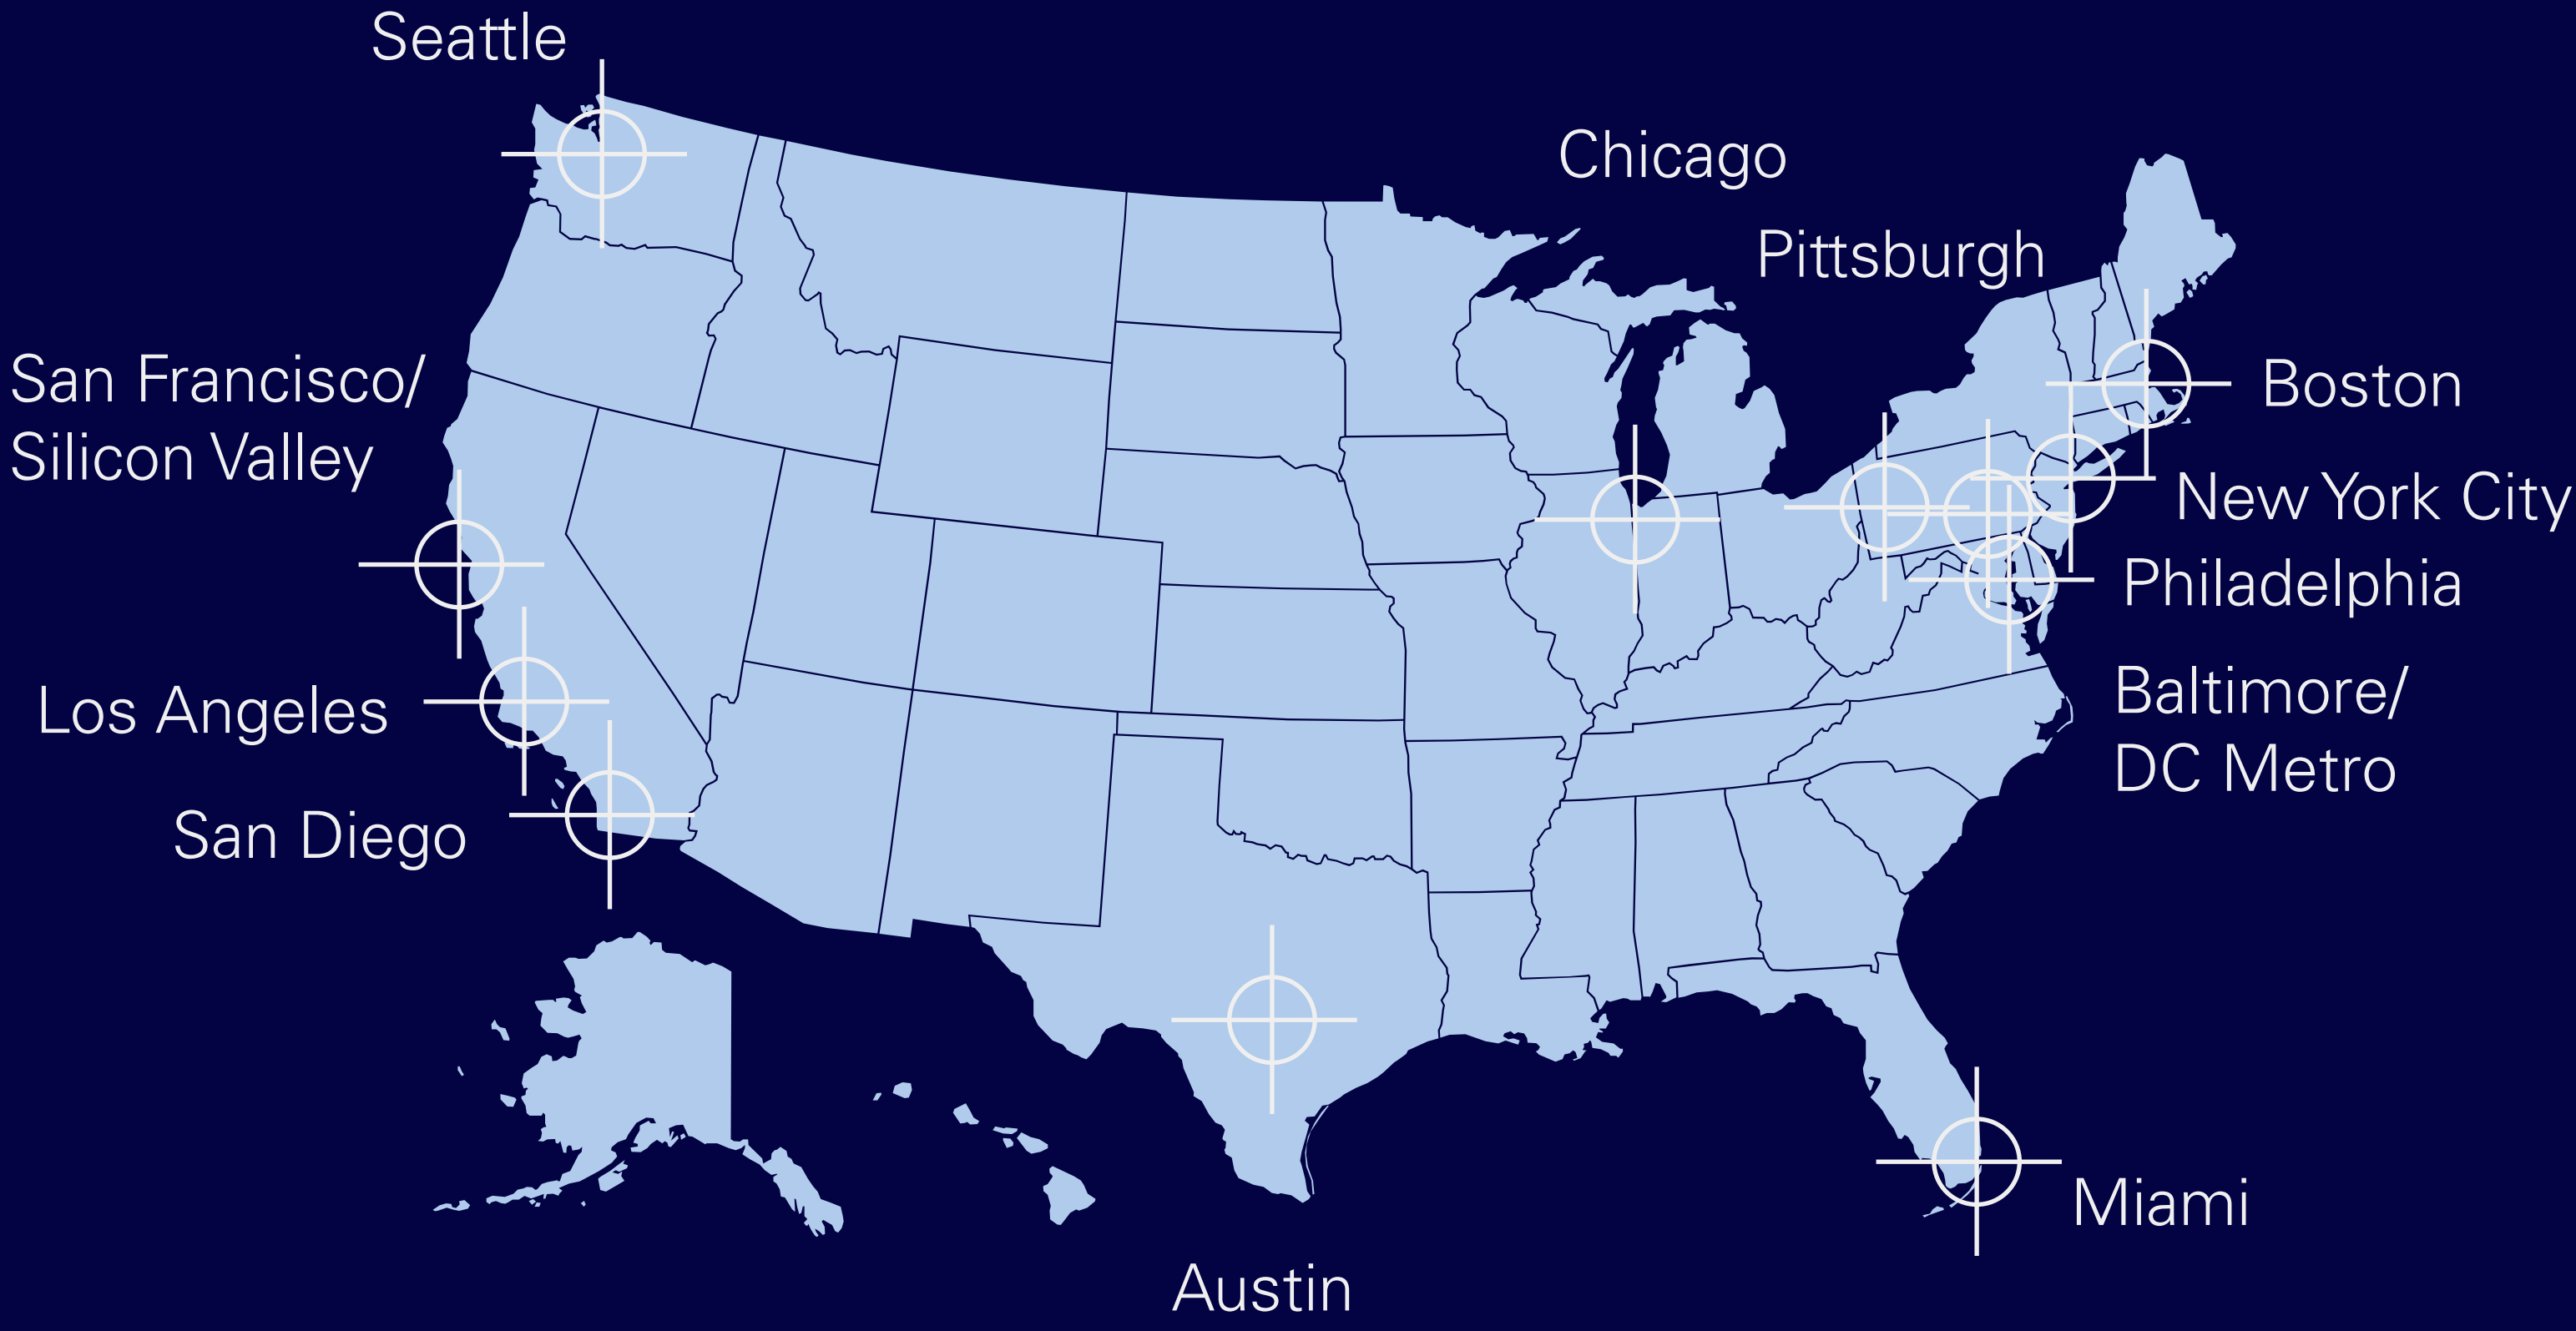 Seattle
Chicago
Pittsburgh
San Francisco/
Silicon Valley
Boston
New York City
Philadelphia
Los Angeles
Baltimore/
DC Metro
San Diego
Miami
Austin